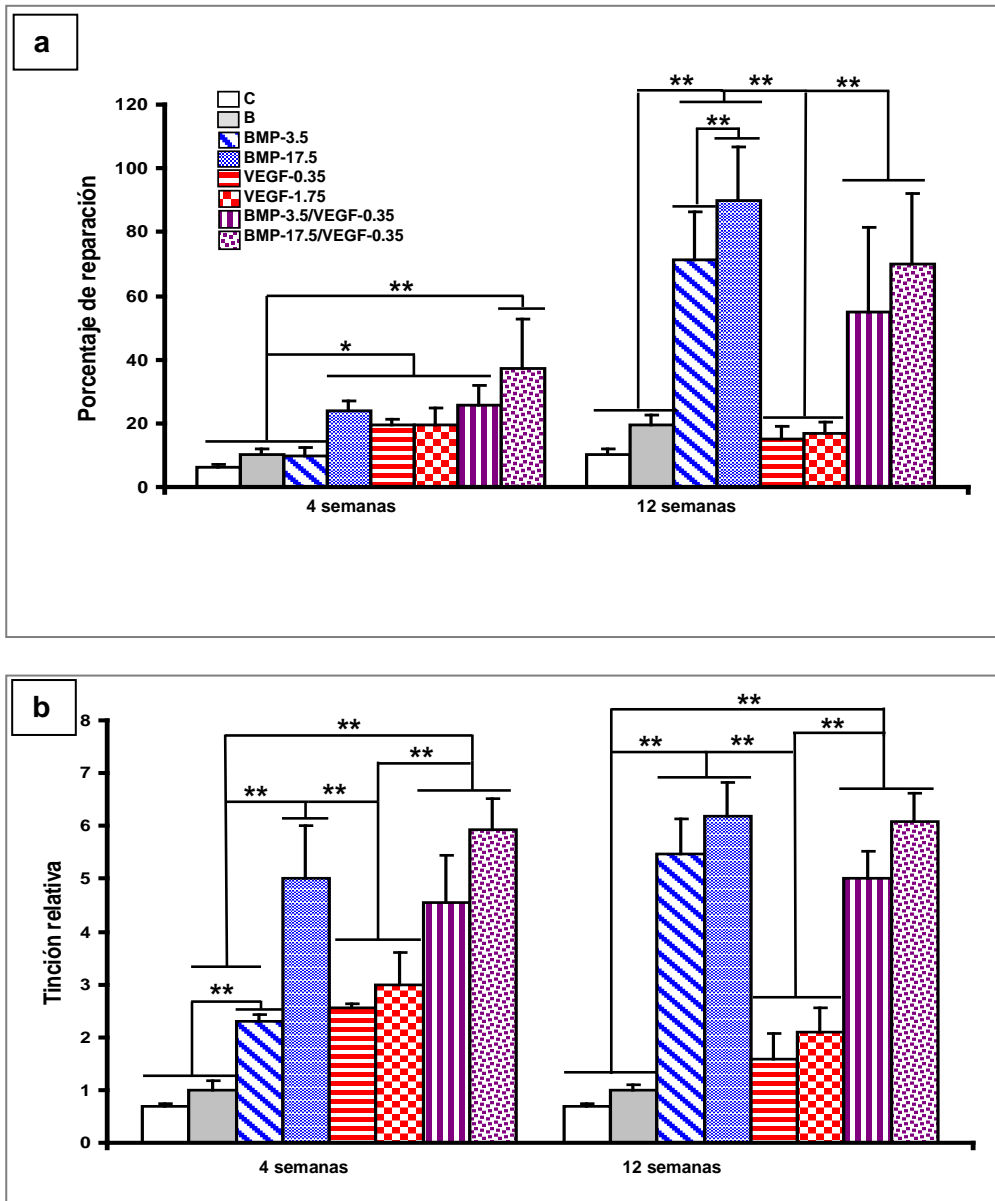 a
** ** **
**
120
100
80
60
40
20
0
Porcentaje de reparación
C
B
BMP-3.5
BMP-17.5
VEGF-0.35
VEGF-1.75
BMP-3.5/VEGF-0.35
BMP-17.5/VEGF-0.35
**
*
4 semanas 12 semanas
b
8
7
6
5
4
3
2
1
0
Tinción relativa
** **
** ** **
** ** ** **
**
4 semanas 12 semanas